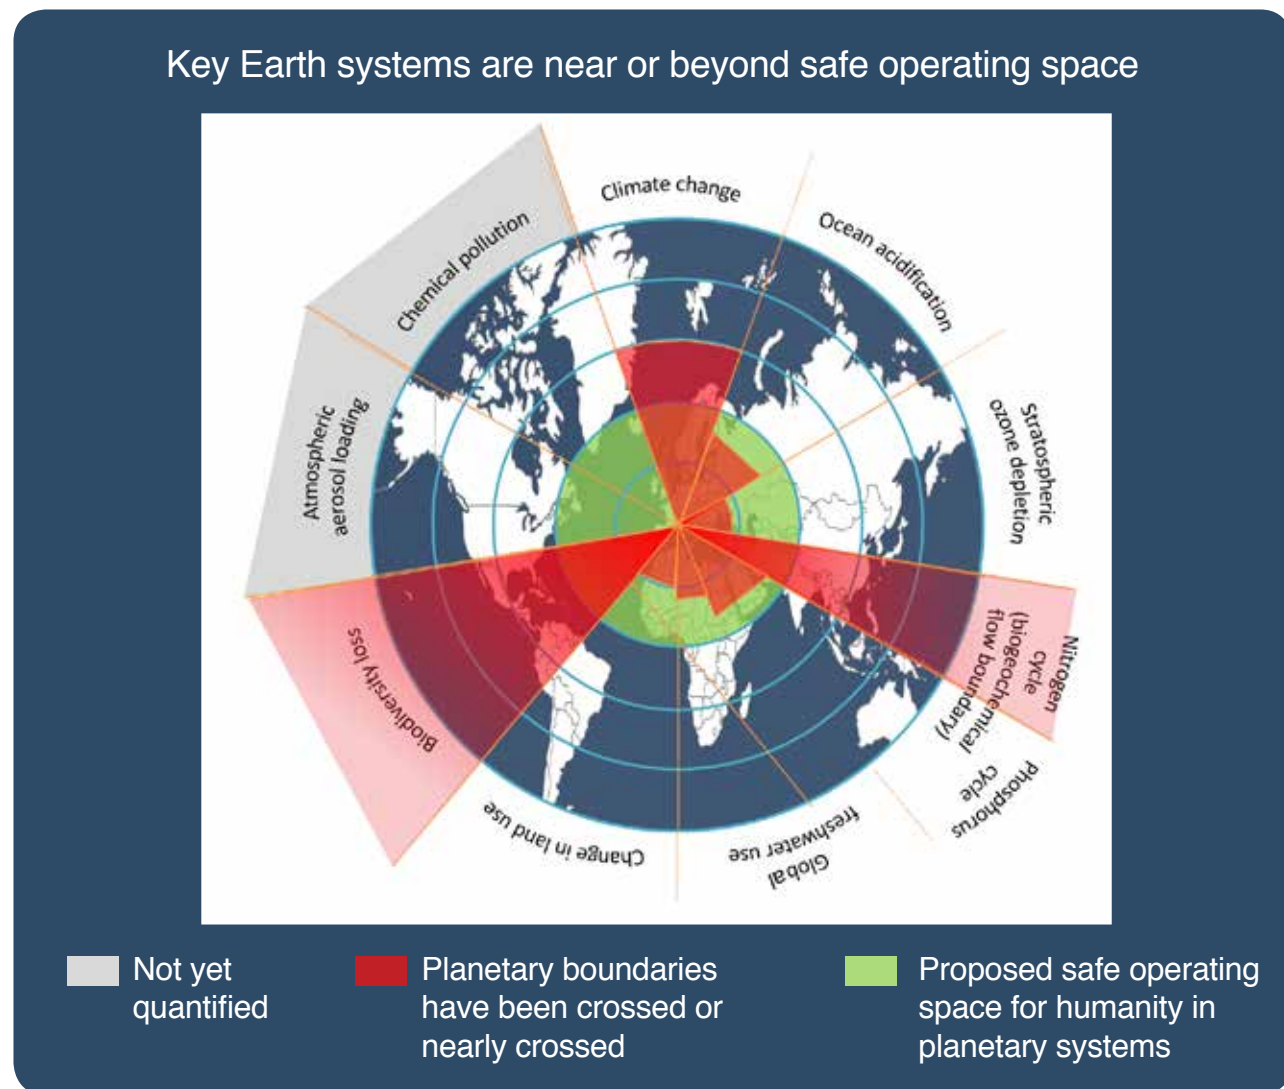 Key Earth systems are near or beyond safe operating space
Climate change
Ocean acidification
Stratospheric
ozone depletion
Nitrogen
cycle
(biogeochemical
flow boundary)
Phosphorus
cycle
Global
freshwater use
Change in land use
Biodiversity loss
Atmospheric
aerosol loading
Chemical pollution
Not yet
quantified
Planetary boundaries
have been crossed or
nearly crossed
Proposed safe operating
space for humanity in
planetary systems